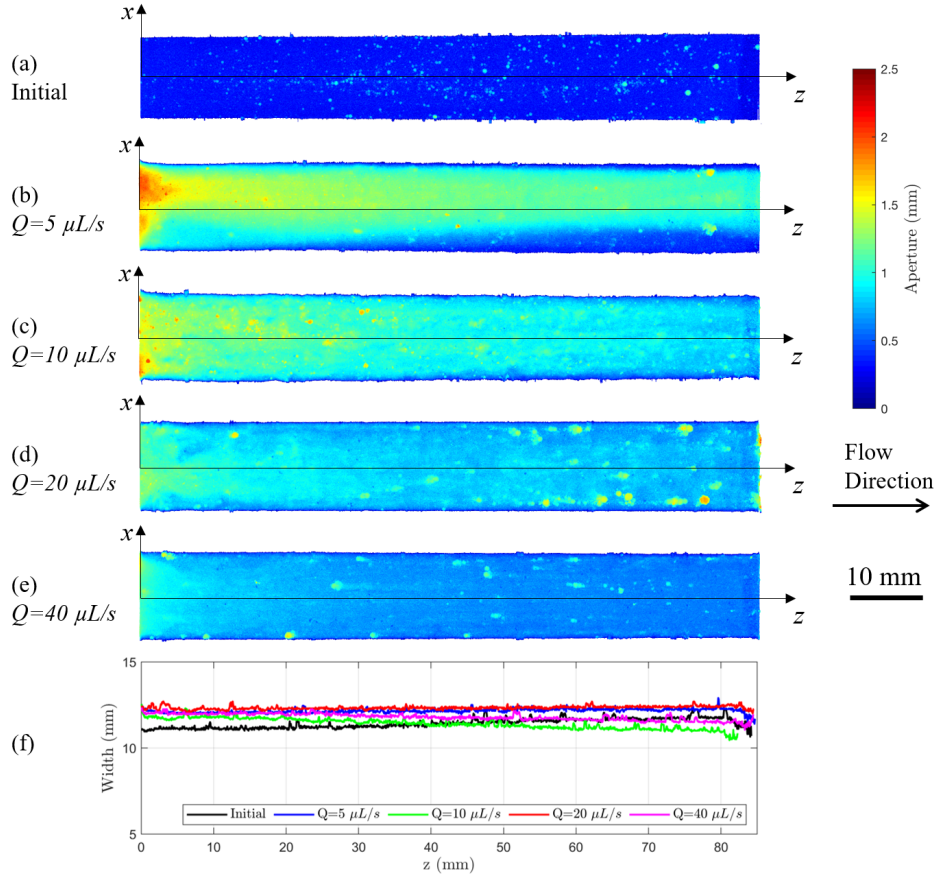 x
(a)
Initial
z
x
(b)
Q=5 μL/s
z
x
(c)
Q=10 μL/s
z
x
(d)
Q=20 μL/s
z
x
(e)
Q=40 μL/s
z
2.5
2
1.5
1
0.5
0
Aperture (mm)
Flow
Direction
10 mm
(f)
15
10
5
Width (mm)
Initial Q=5 μL/s Q=10 μL/s Q=20 μL/s Q=40 μL/s
0 10 20 30 40 50 60 70 80
z (mm)